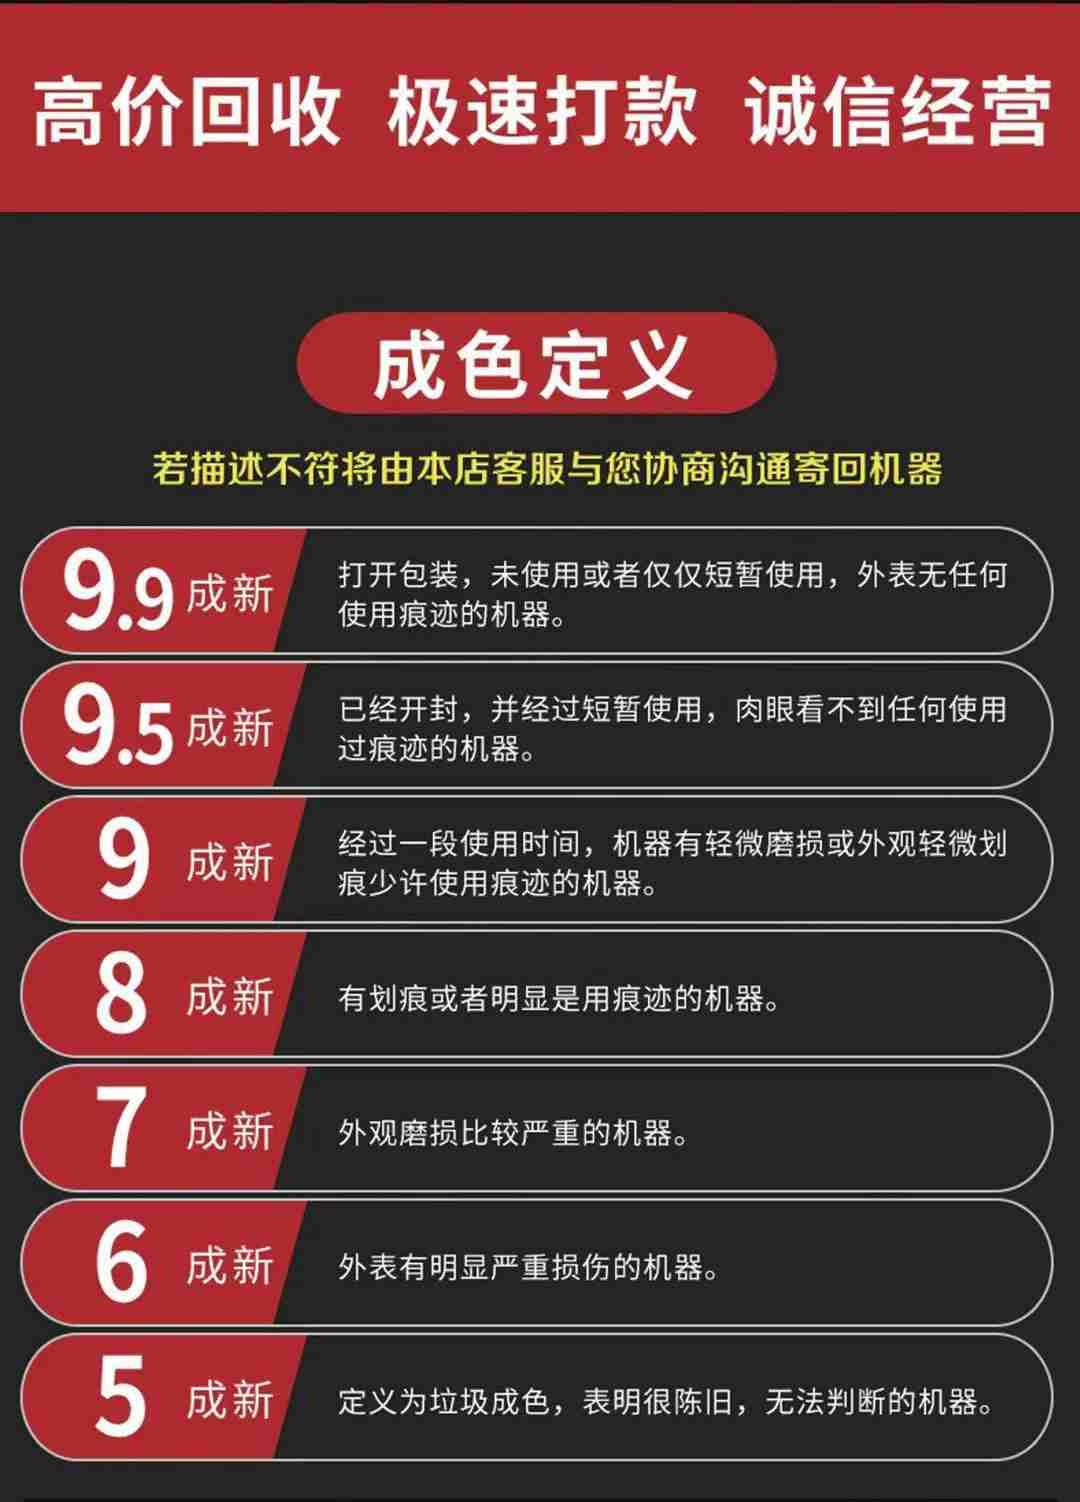 高价回收 极速打款 诚信经营
成色定义
若描述不符将由本店客服与您协商沟通寄回机器
9.9成新
打开包装，未使用或者仅仅短暂使用，外表无任何
使用痕迹的机器。
9.5成新
已经开封，并经过短暂使用，肉眼看不到任何使用
过痕迹的机器。
9 成新
经过一段使用时间，机器有轻微磨损或外观轻微划
痕少许使用痕迹的机器。
8 成新
有划痕或者明显是用痕迹的机器。
7 成新
外观磨损比较严重的机器。
6 成新
外表有明显严重损伤的机器。
5 成新
定义为垃圾成色，表明很陈旧，无法判断的机器。